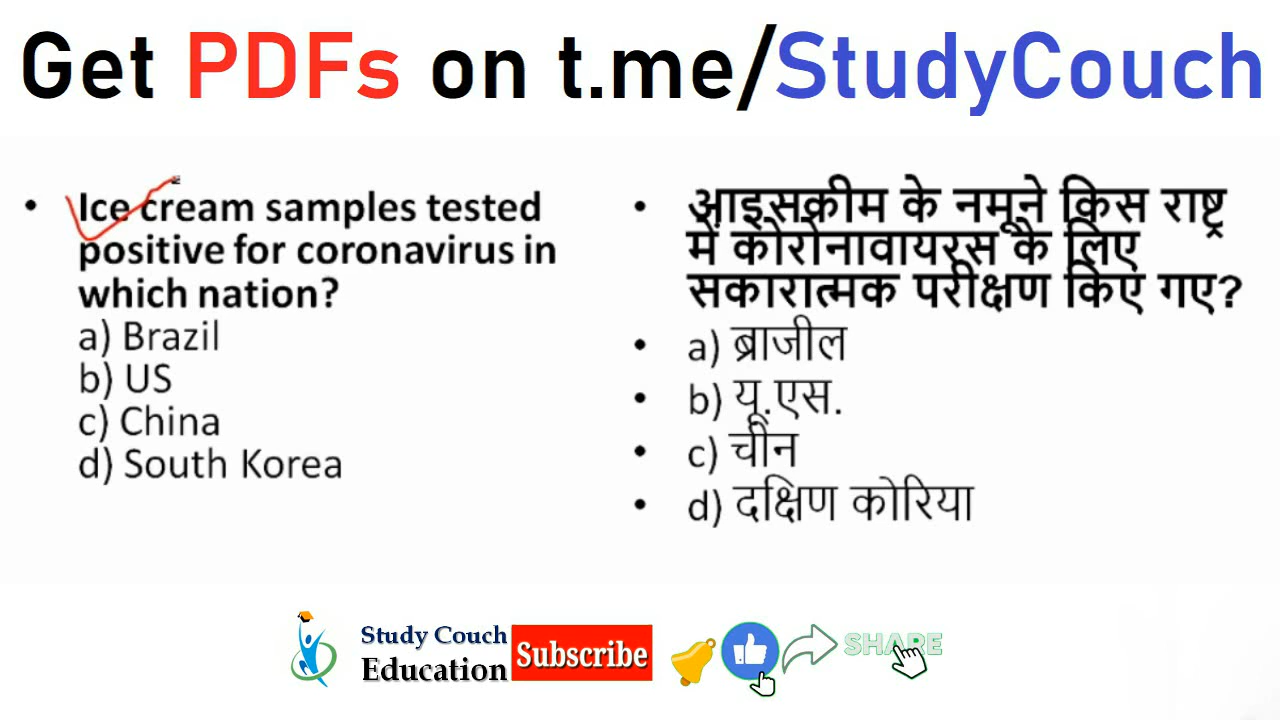 Get PDFs on t.me/StudyCouch
• Ice cream samples tested
positive for coronavirus in
which nation?
a) Brazil
b) US
c) China
d) South Korea
• आइसक्रीम के नमूने किस राष्ट्र
में कोरोनावायरस के लिए
सकारात्मक परीक्षण किए गए?
• a) ब्राजील
• b) यू.एस.
• c) चीन
• d) दक्षिण कोरिया
Study Couch
Education
Subscribe
SHARE